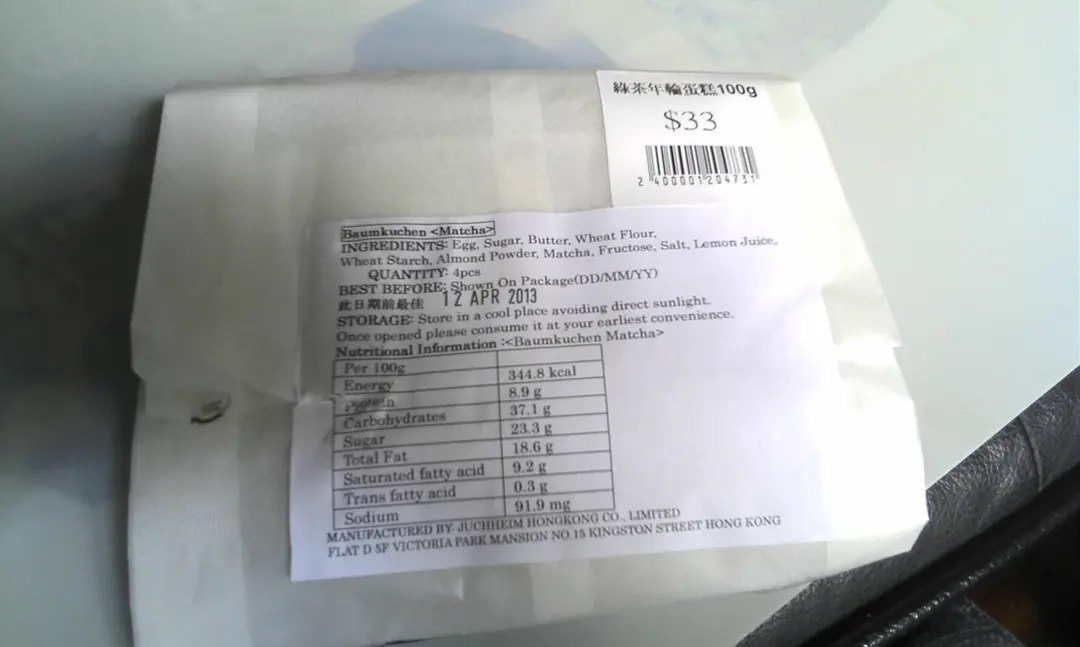 綠茶年輪蛋糕100g
$33
2 400001 204731
Baumkuchen <Matcha>
INGREDIENTS: Egg, Sugar, Butter, Wheat Flour,
Wheat Starch, Almond Powder, Matcha, Fructose, Salt, Lemon Juice,
QUANTITY: 4pcs
BEST BEFORE: Shown On Package(DD/MM/YY)
此日期前最佳 12 APR 2013
STORAGE: Store in a cool place avoiding direct sunlight.
Once opened please consume it at your earliest convenience.
Nutritional Information :<Baumkuchen Matcha>
Per 100g
Energy 344.8 kcal
Protein 8.9 g
Carbohydrates 37.1 g
Sugar 23.3 g
Total Fat 18.6 g
Saturated fatty acid 9.2 g
Trans fatty acid 0.3 g
Sodium 91.9 mg
MANUFACTURED BY: JUCHHEIM HONGKONG CO., LIMITED
FLAT D 5F VICTORIA PARK MANSION NO.15 KINGSTON STREET HONG KONG